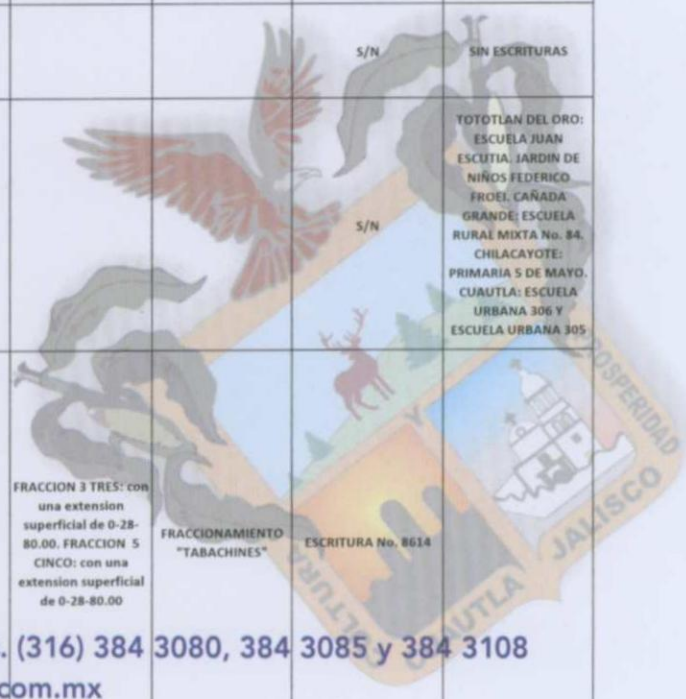 S/N
SIN ESCRITURAS
S/N
TOTOTLAN DEL ORO:
ESCUELA JUAN
ESCUTIA. JARDIN DE
NIÑOS FEDERICO
FROEL. CAÑADA
GRANDE: ESCUELA
RURAL MIXTA No. 84.
CHILACAYOTE:
PRIMARIA 5 DE MAYO.
CUAUTLA: ESCUELA
URBANA 306 Y
ESCUELA URBANA 305
FRACCION 3 TRES: con
una extension
superficial de 0-28-
80.00. FRACCION 5
CINCO: con una
extension superficial
de 0-28-80.00
FRACCIONAMIENTO
"TABACHINES"
ESCRITURA No. 8614
CULTURA Y PROSPERIDAD
CUAUTLA JALISCO
. (316) 384 3080, 384 3085 y 384 3108
.com.mx